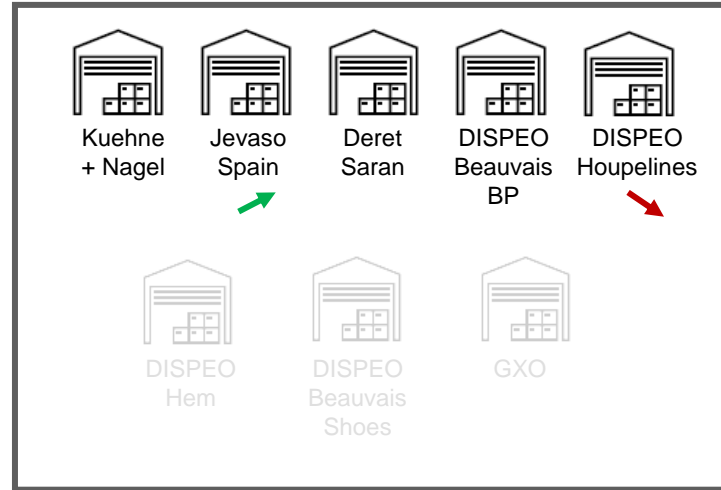 Kuehne
+ Nagel
Jevaso
Spain
Deret
Saran
DISPEO
Beauvais
BP
DISPEO
Houpelines
DISPEO
Hem
DISPEO
Beauvais
Shoes
GXO